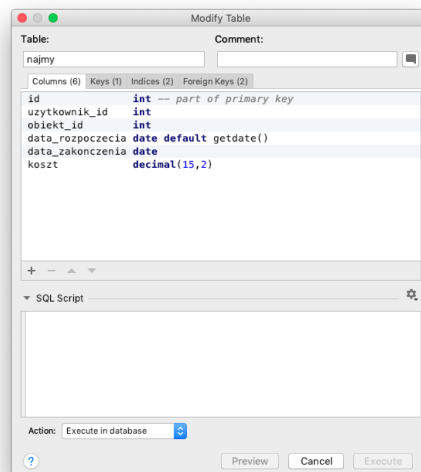 Modify Table
Table:
Comment:
najmy
Columns (6) Keys (1) Indices (2) Foreign Keys (2)
id int -- part of primary key
uzytkownik_id int
obiekt_id int
data_rozpoczecia date default getdate()
data_zakonczenia date
koszt decimal(15,2)
SQL Script
Action: Execute in database
? Preview Cancel Execute